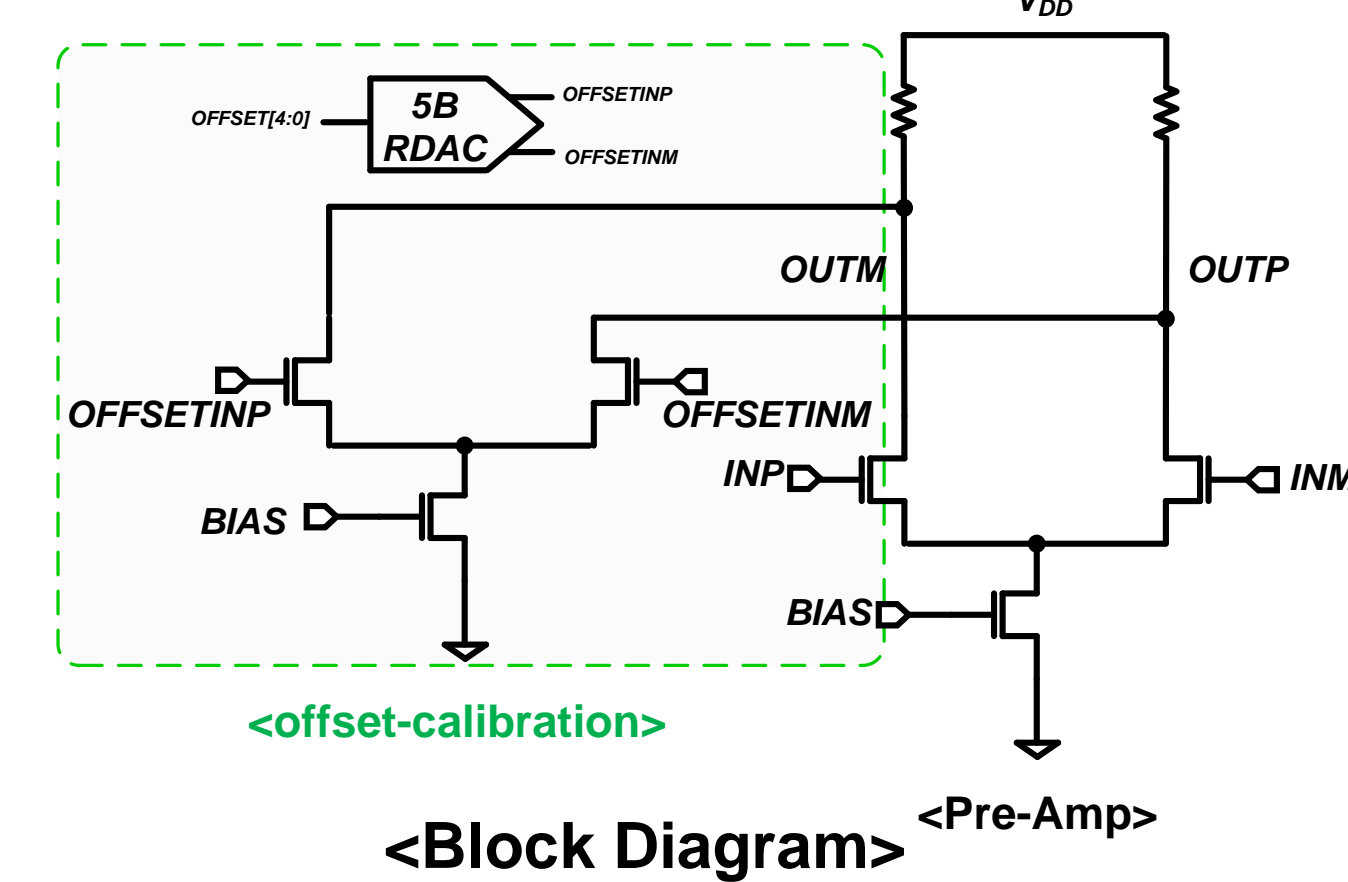 VDD
5B
RDAC
OFFSET[4:0]
OFFSETINP
OFFSETINM
OUTM
OUTP
OFFSETINP
OFFSETINM
INP
INM
BIAS
BIAS
<offset-calibration>
<Pre-Amp>
<Block Diagram>